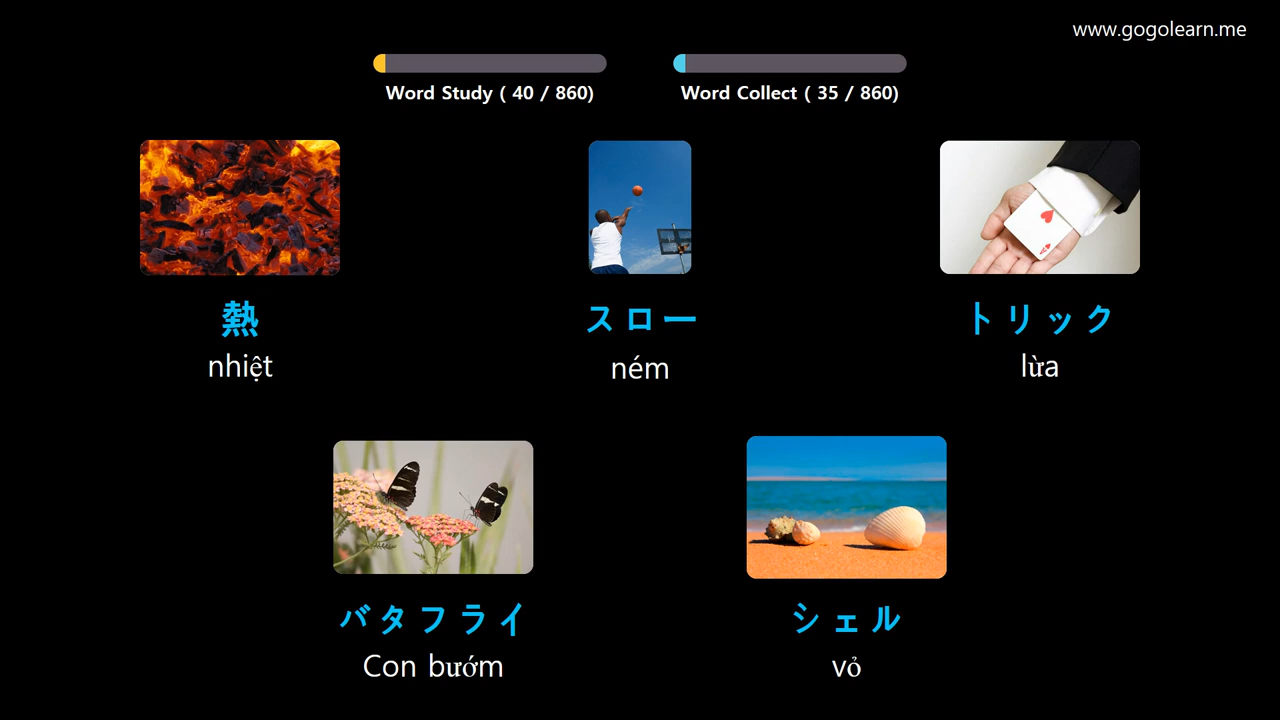 www.gogolearn.me
Word Study ( 40 / 860)
Word Collect ( 35 / 860)
熱
nhiệt
スロー
ném
トリック
lừa
バタフライ
Con bướm
シェル
vỏ